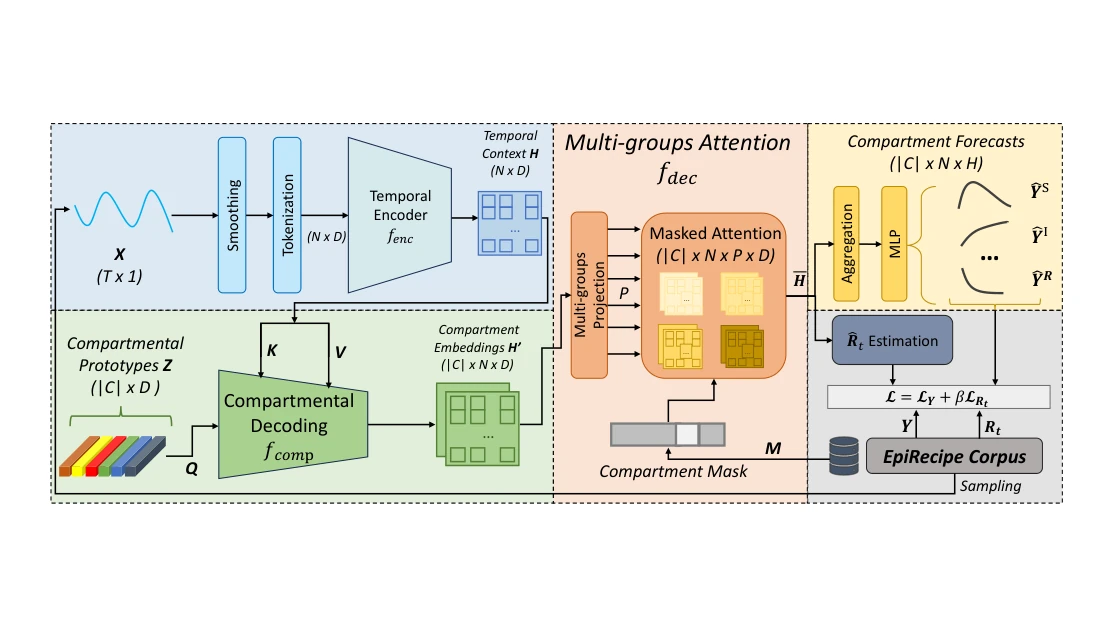 X
(T x 1)
Smoothing
Tokenization
(N x D)
Temporal
Encoder
f_enc
Temporal
Context H
(N x D)
...
Compartmental
Prototypes Z
(|C| x D )
Q
K
V
Compartmental
Decoding
f_comp
Compartment
Embeddings H’
(|C| x N x D)
...
Multi-groups Attention
f_dec
Multi-groups
Projection
P
Masked Attention
(|C| x N x P x D)
...
...
...
...
Compartment Mask
M
H̅
Compartment Forecasts
(|C| x N x H)
Aggregation
MLP
Ŷ^S
Ŷ^I
...
Ŷ^R
R̂_t Estimation
ℒ = ℒ_Y + βℒ_{R_t}
Y
R_t
EpiRecipe Corpus
Sampling